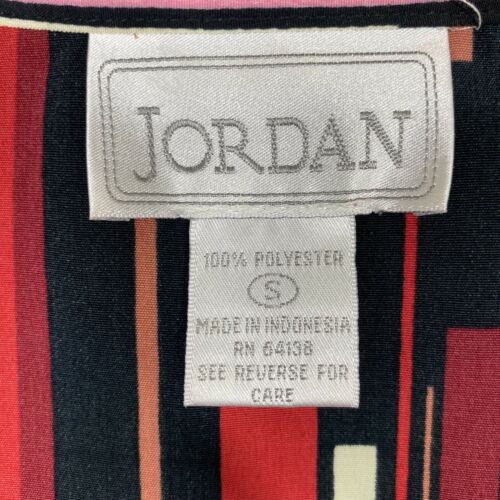 JORDAN
100% POLYESTER
S
MADE IN INDONESIA
RN 64138
SEE REVERSE FOR
CARE